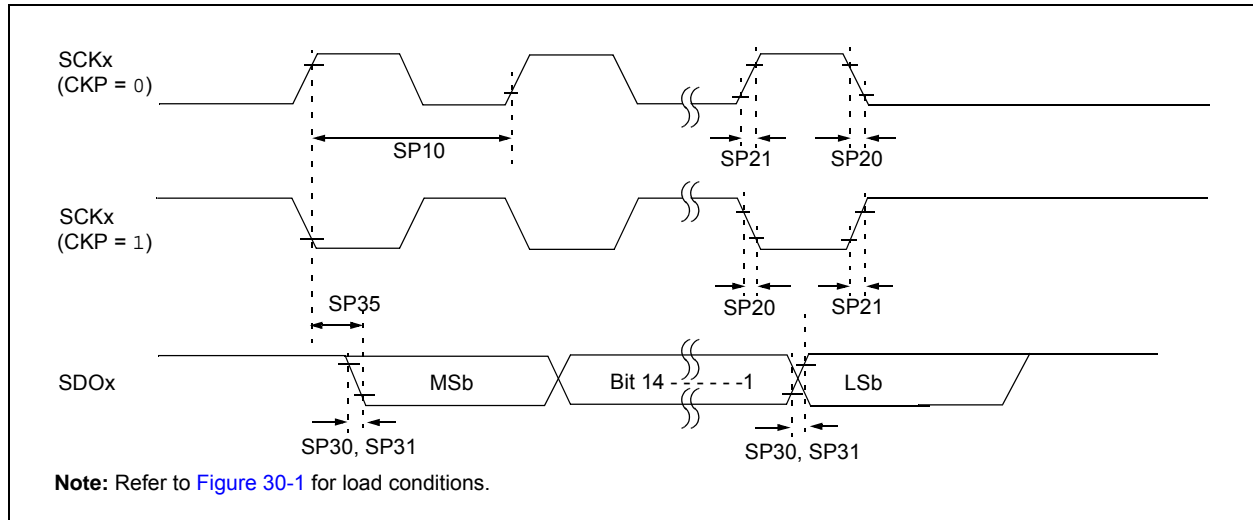 SCKx
(CKP = 0)
SP10
SP21
SP20
SCKx
(CKP = 1)
SP35
SP20
SP21
SDOx
MSb
Bit 14 - - - - - -1
LSb
SP30, SP31
SP30, SP31
Note: Refer to Figure 30-1 for load conditions.